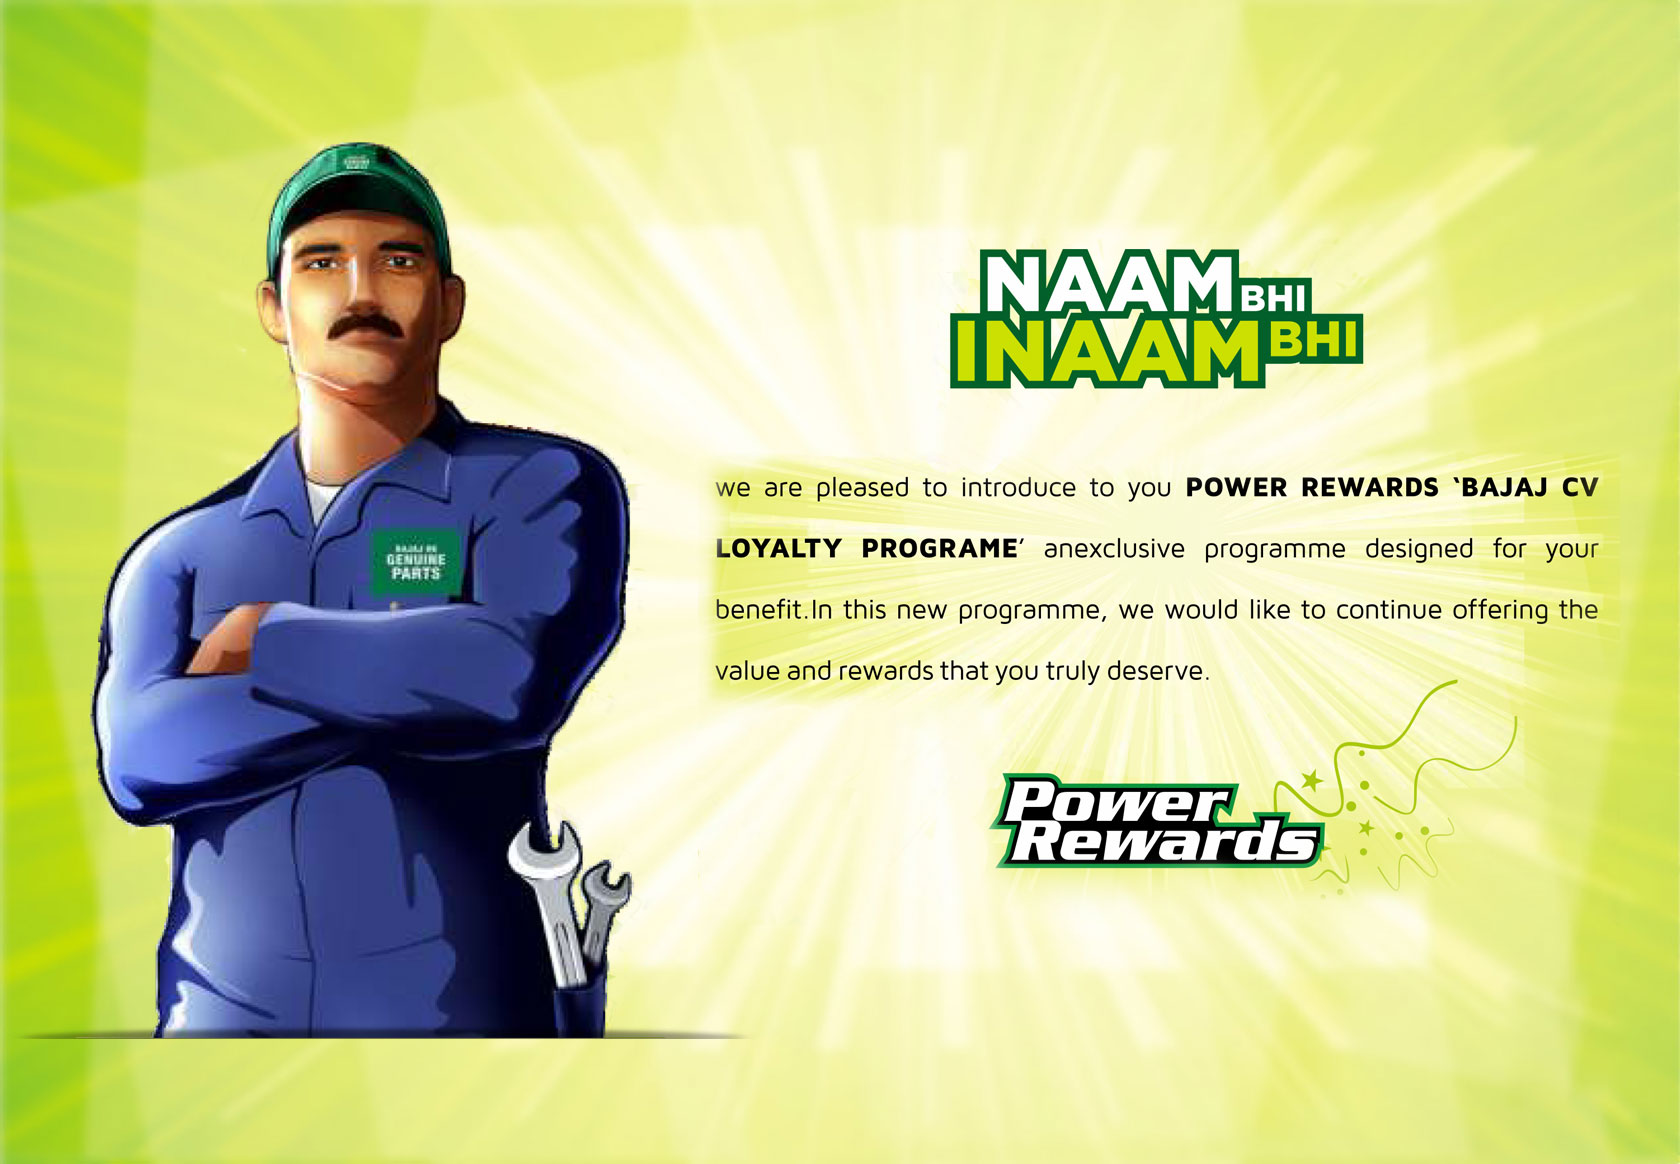 NAAM BHI
INAAM BHI
we are pleased to introduce to you POWER REWARDS ‘BAJAJ CV
LOYALTY PROGRAME’ anexclusive programme designed for your
benefit.In this new programme, we would like to continue offering the
value and rewards that you truly deserve.
BAJAJ RE
GENUINE
PARTS
Power
Rewards